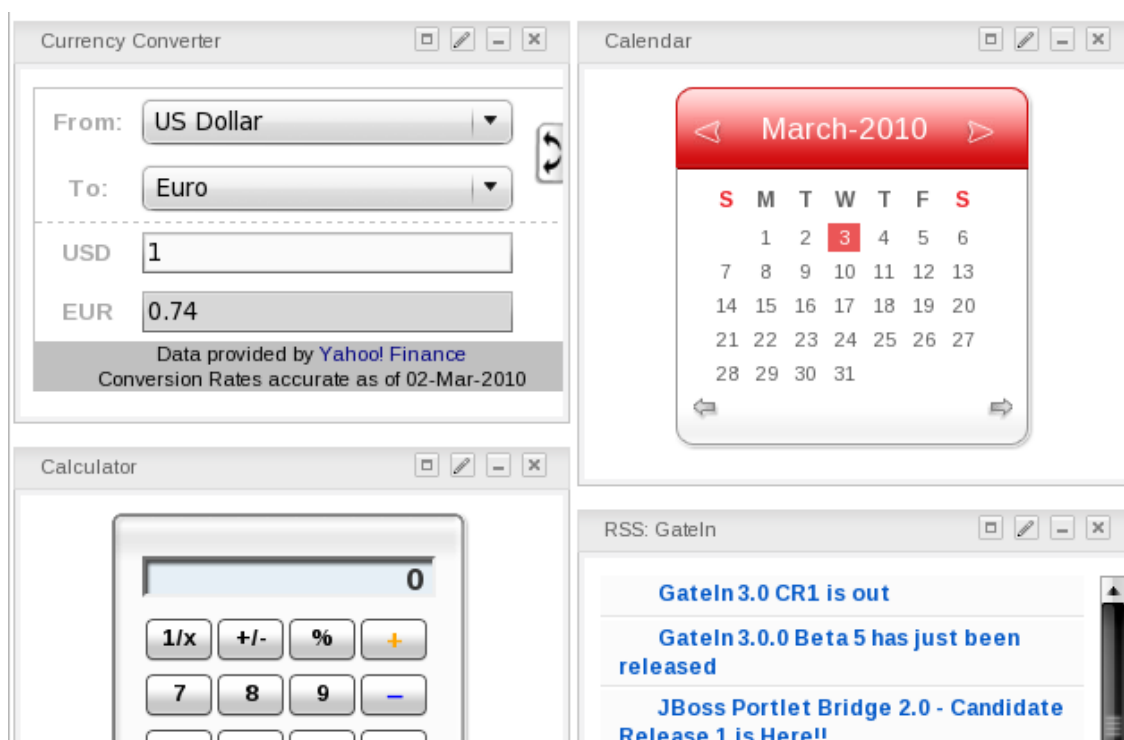 Currency Converter
From: US Dollar
To: Euro
USD 1
EUR 0.74
Data provided by Yahoo! Finance
Conversion Rates accurate as of 02-Mar-2010
Calendar
March-2010
S M T W T F S
1 2 3 4 5 6
7 8 9 10 11 12 13
14 15 16 17 18 19 20
21 22 23 24 25 26 27
28 29 30 31
Calculator
0
1/x +/- % +
7 8 9 −
RSS: GateIn
GateIn 3.0 CR1 is out
GateIn 3.0.0 Beta 5 has just been
released
JBoss Portlet Bridge 2.0 - Candidate
Release 1 is Here!!